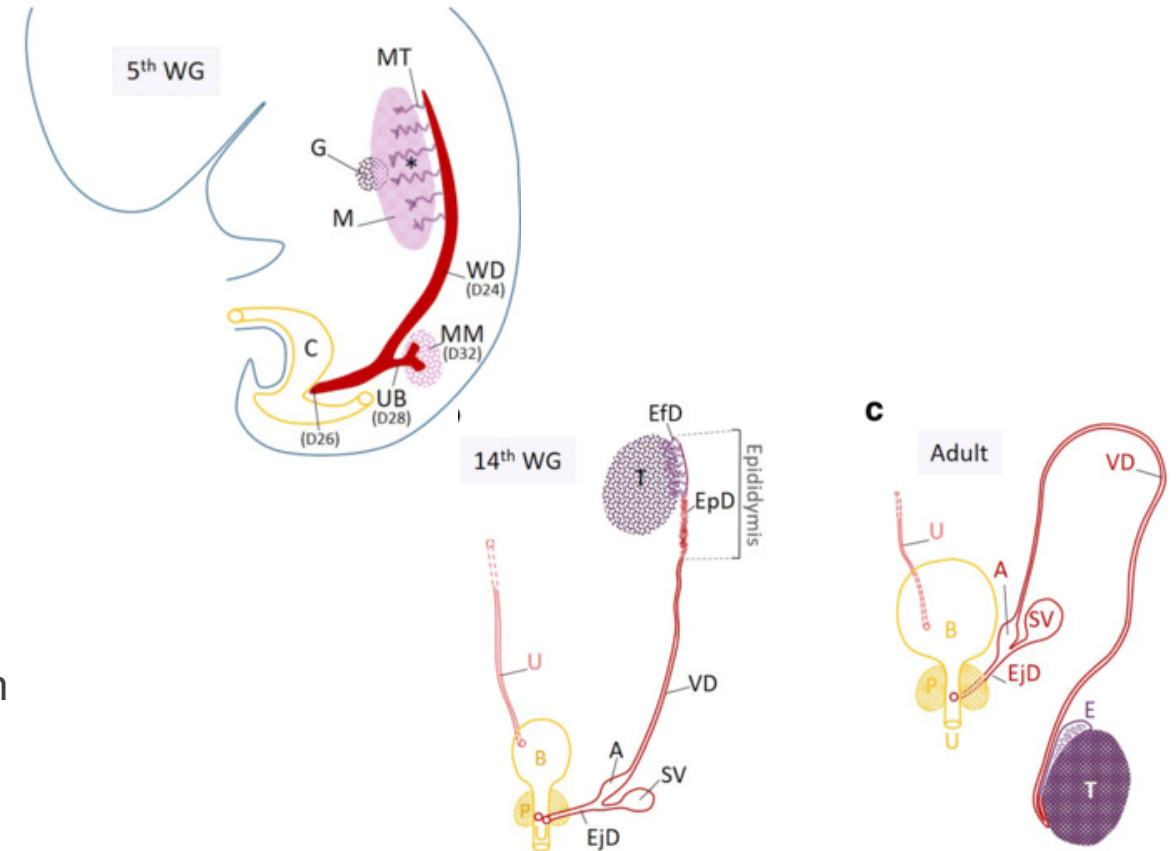 5th WG
MT
G
*
M
WD
(D24)
MM
(D32)
C
UB
(D28)
(D26)
14th WG
EfD
T
EpD
Epididymis
U
VD
B
A
SV
P
U
EjD
c
Adult
VD
U
A
SV
B
EjD
P
U
E
T